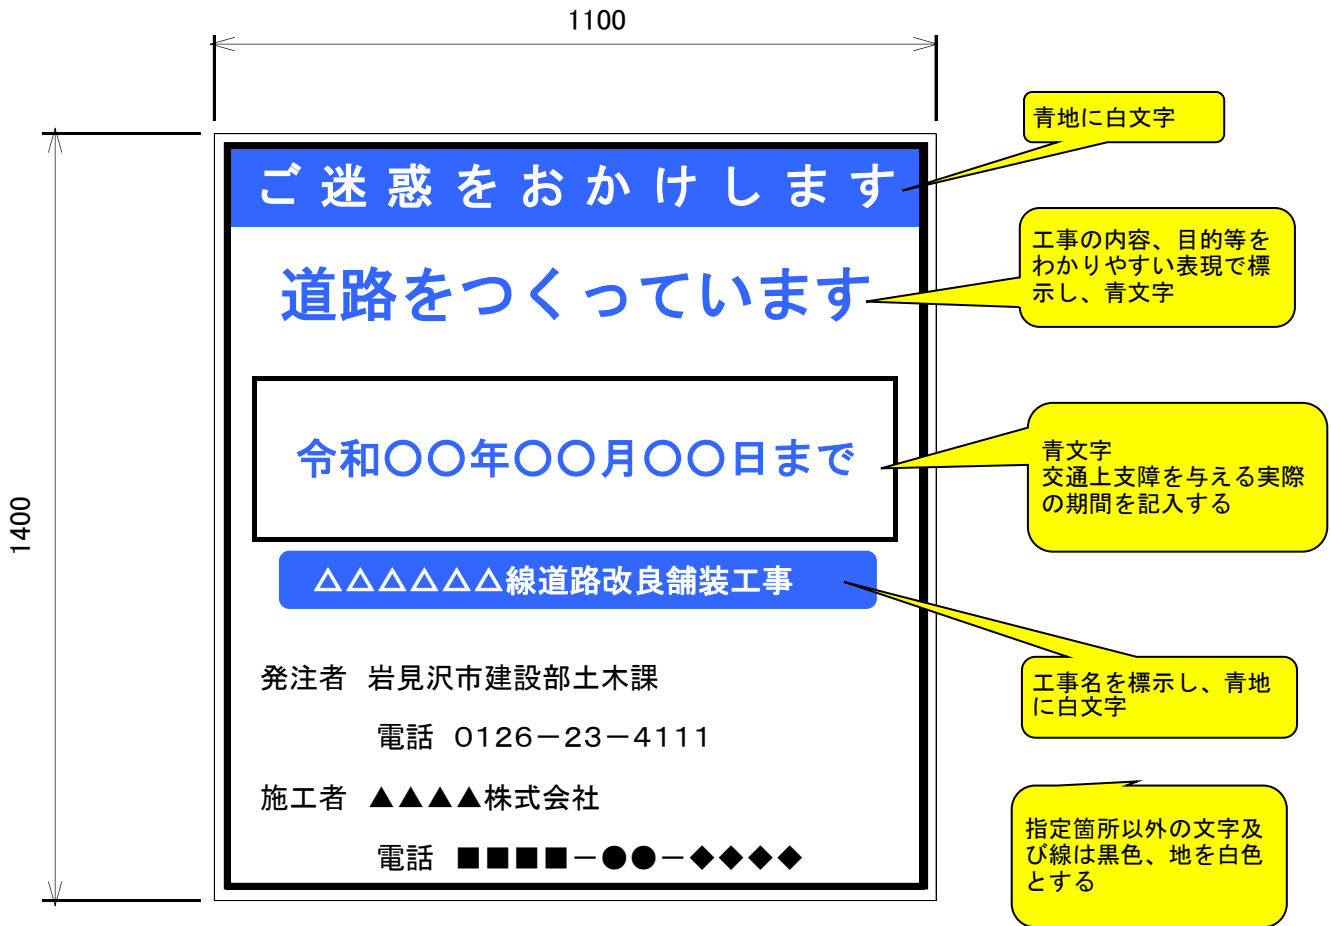 1100
1400
ご迷惑をおかけします
道路をつくっています
令和〇〇年〇〇月〇〇日まで
△△△△△△線道路改良舗装工事
発注者 岩見沢市建設部土木課
電話 0126－23－4111
施工者 ▲▲▲▲株式会社
電話 ■■■■－●●－◆◆◆◆
青地に白文字
工事の内容、目的等を
わかりやすい表現で標
示し、青文字
青文字
交通上支障を与える実際
の期間を記入する
工事名を標示し、青地
に白文字
指定箇所以外の文字及
び線は黒色、地を白色
とする